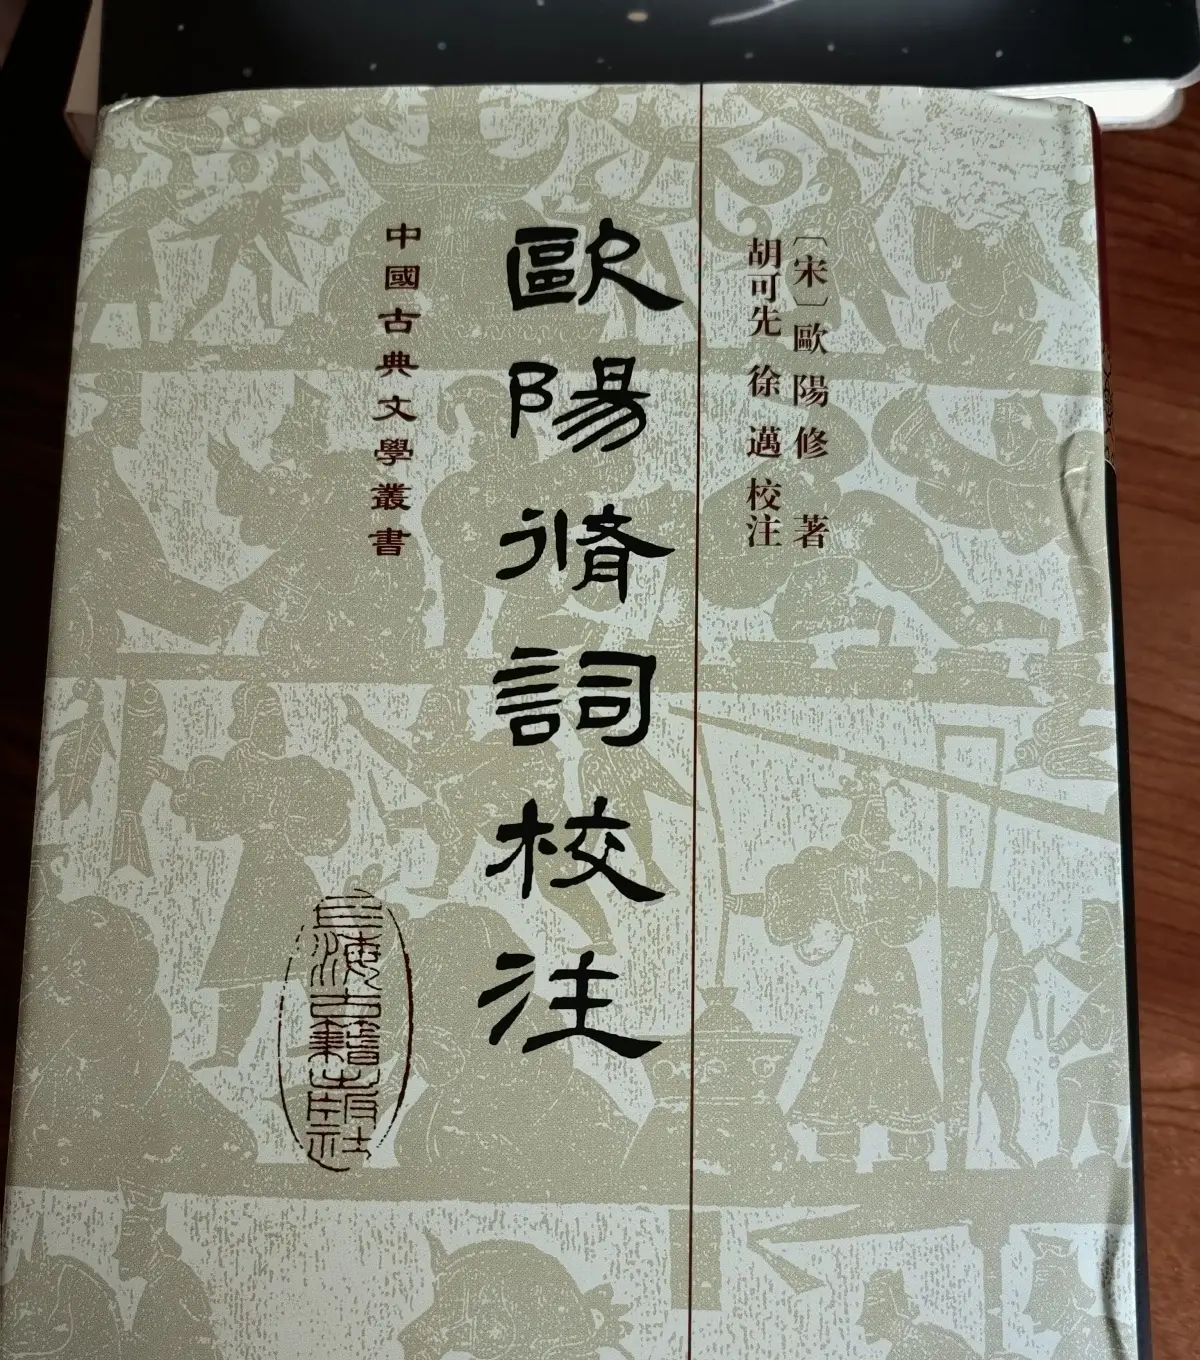 〔宋〕歐陽修 著
胡可先 徐邁 校注
歐陽脩詞校注
中國古典文學叢書
上海古籍出版社